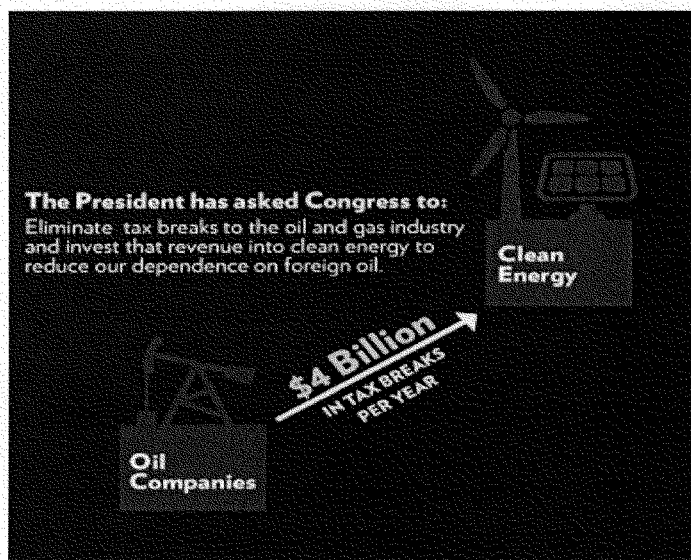 The President has asked Congress to:
Eliminate tax breaks to the oil and gas industry
and invest that revenue into clean energy to
reduce our dependence on foreign oil.
Clean
Energy
$4 Billion
IN TAX BREAKS
PER YEAR
Oil
Companies